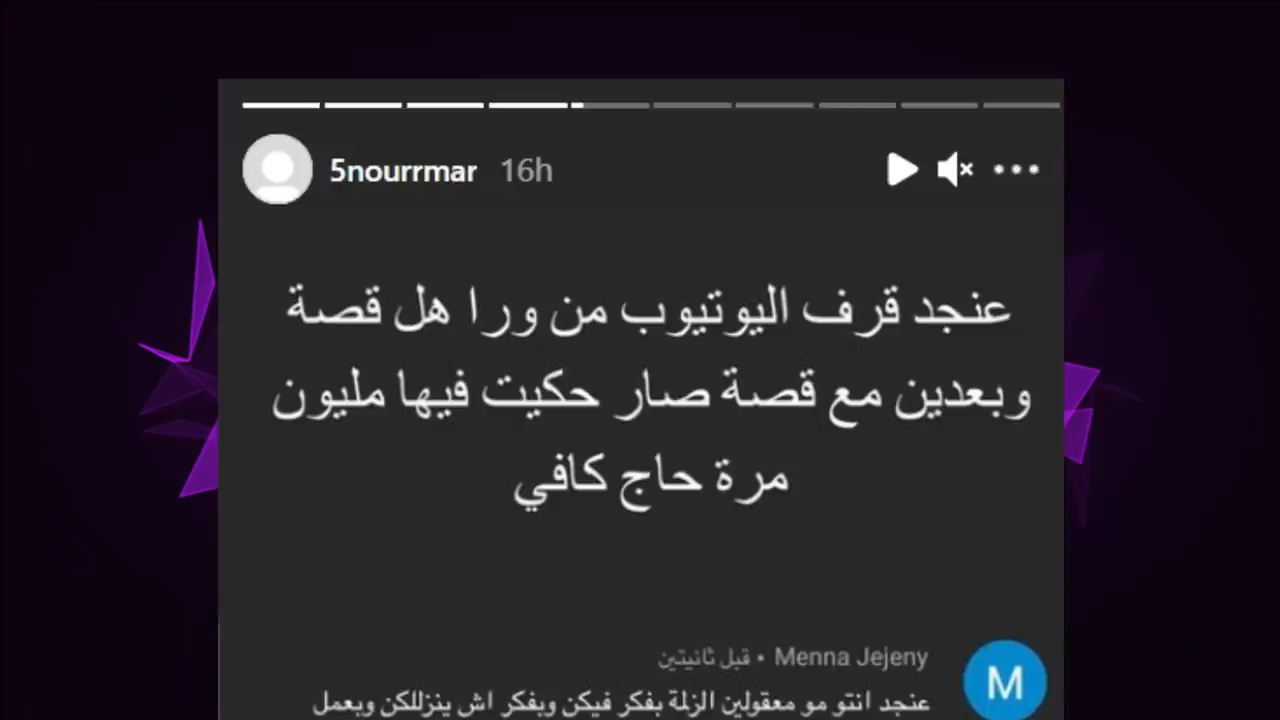 5nourrmar 16h
عنجد قرف اليوتيوب من ورا هل قصة
وبعدين مع قصة صار حكيت فيها مليون
مرة حاج كافي
Menna Jejeny • قبل ثانيتين
M
عنجد انتو مو معقولين الزلمة بفكر فيكن وبفكر اش ينزللكن وبعمل